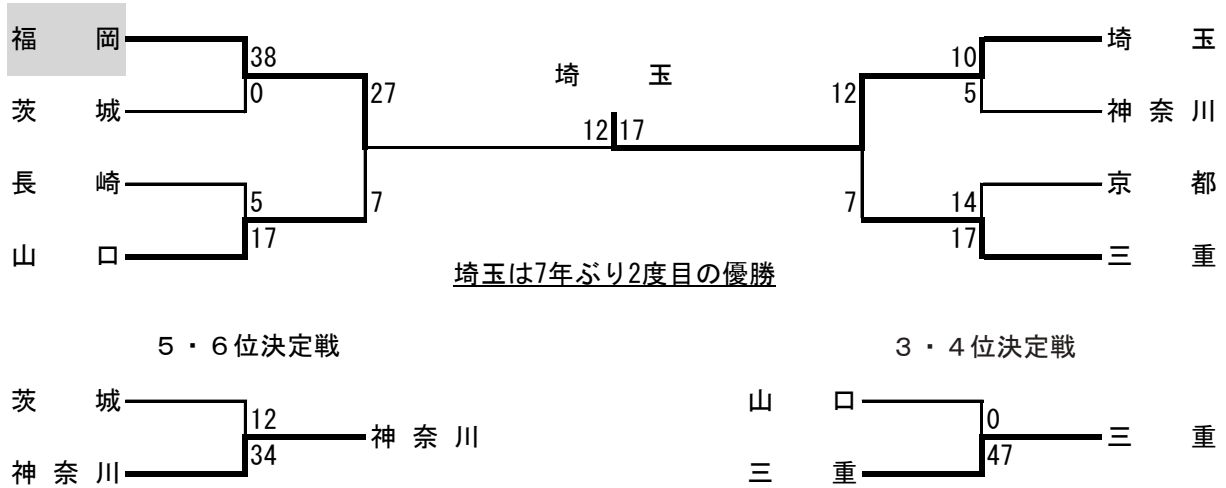 福岡
埼玉
38
10
埼玉
0
27
12
5
茨城
神奈川
12 17
長崎
京都
5
7
7
14
17
17
山口
三重
埼玉は7年ぶり2度目の優勝
5・6位決定戦
3・4位決定戦
茨城
山口
12
0
神奈川
三重
34
47
神奈川
三重